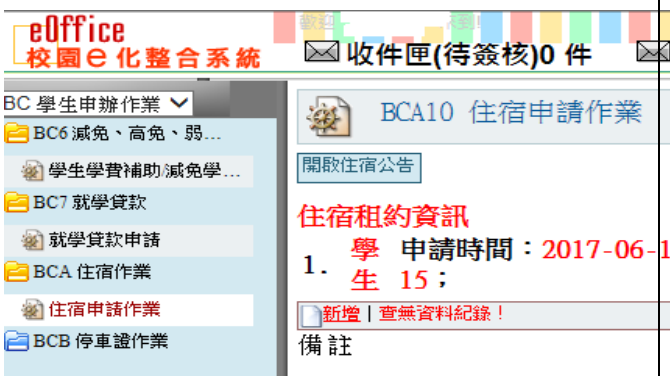 eOffice
校園e化整合系統
收件匣(待簽核)0 件
BC 學生申辦作業
BC6 減免、高免、弱...
學生學費補助/減免學...
BC7 就學貸款
就學貸款申請
BCA 住宿作業
住宿申請作業
BCB 停車證作業
BCA10 住宿申請作業
開啟住宿公告
住宿租約資訊
1. 學 申請時間：2017-06-1
生 15；
新增 | 查無資料紀錄！
備註